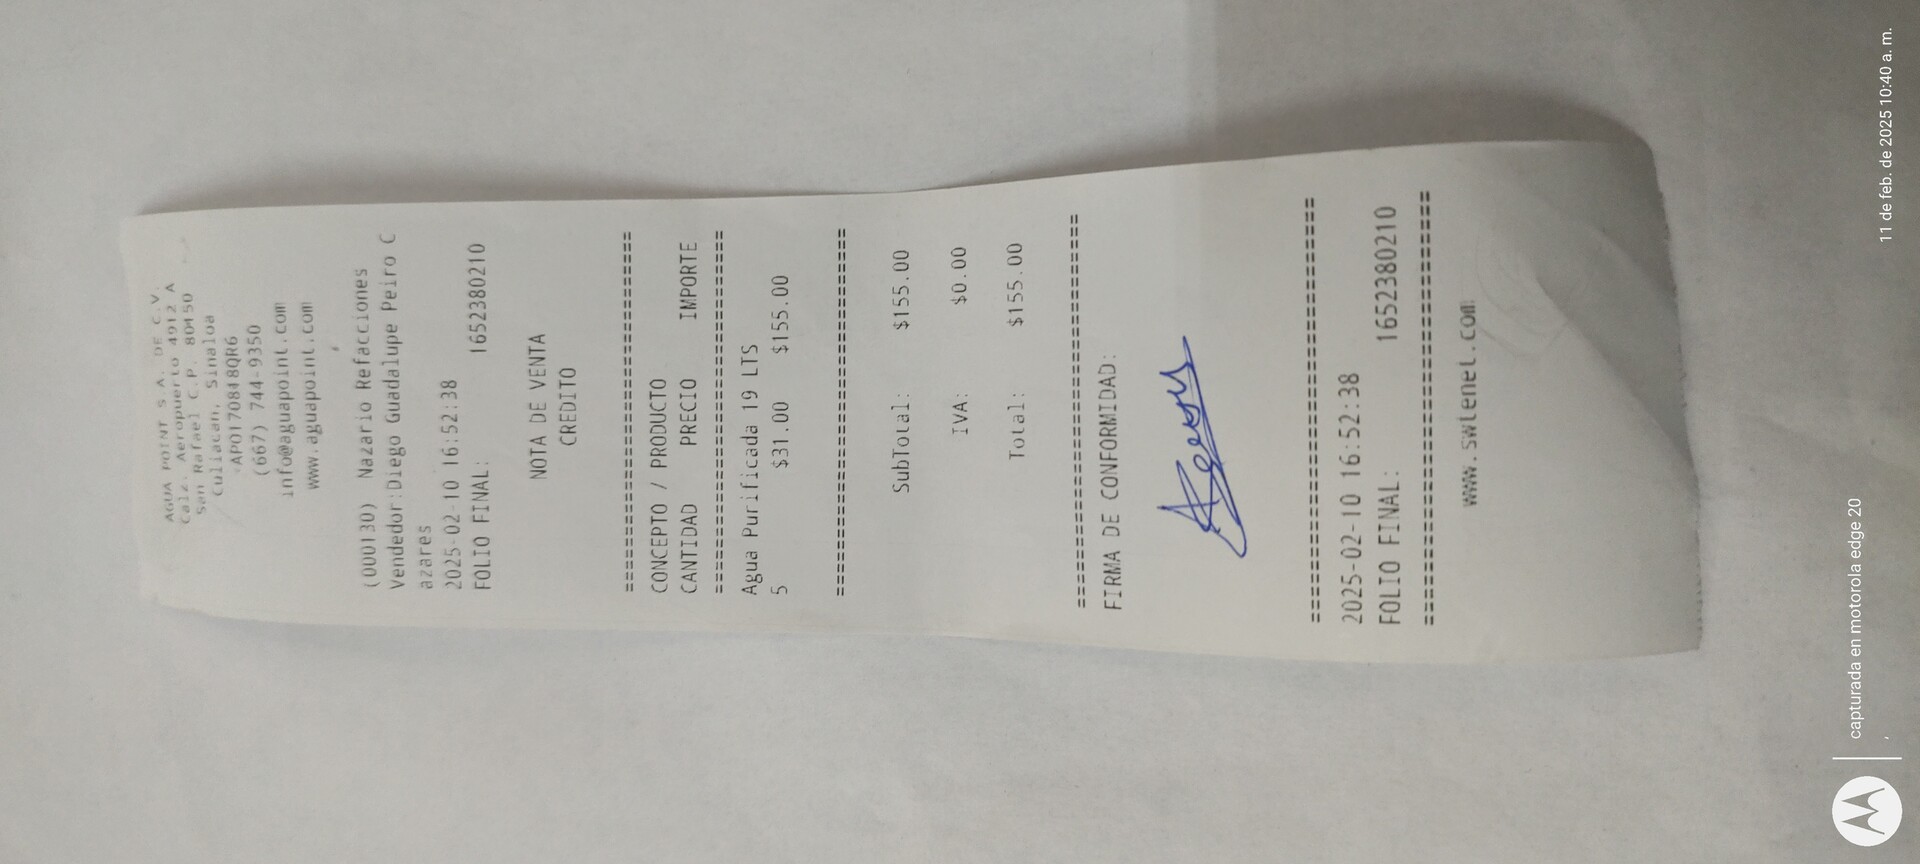 AGUA POINT S.A. DE C.V.
Calz. Aeropuerto 4912 A
San Rafael C.P. 80150
Culiacan, Sinaloa
APO170848QR6
(667) 744-9350
info@aguapoint.com
www.aguapoint.com
(000130) Nazario Refacciones
Vendedor:Diego Guadalupe Peiro C
azares
2025-02-10 16:52:38
FOLIO FINAL: 1652380210
NOTA DE VENTA
CREDITO
================================
CONCEPTO / PRODUCTO
CANTIDAD PRECIO IMPORTE
================================
Agua Purificada 19 LTS
5 $31.00 $155.00
================================
SubTotal: $155.00
IVA: $0.00
Total: $155.00
================================
FIRMA DE CONFORMIDAD:
================================
2025-02-10 16:52:38
FOLIO FINAL: 1652380210
================================
www.swtenet.com
capturada en motorola edge 20
11 de feb. de 2025 10:40 a. m.